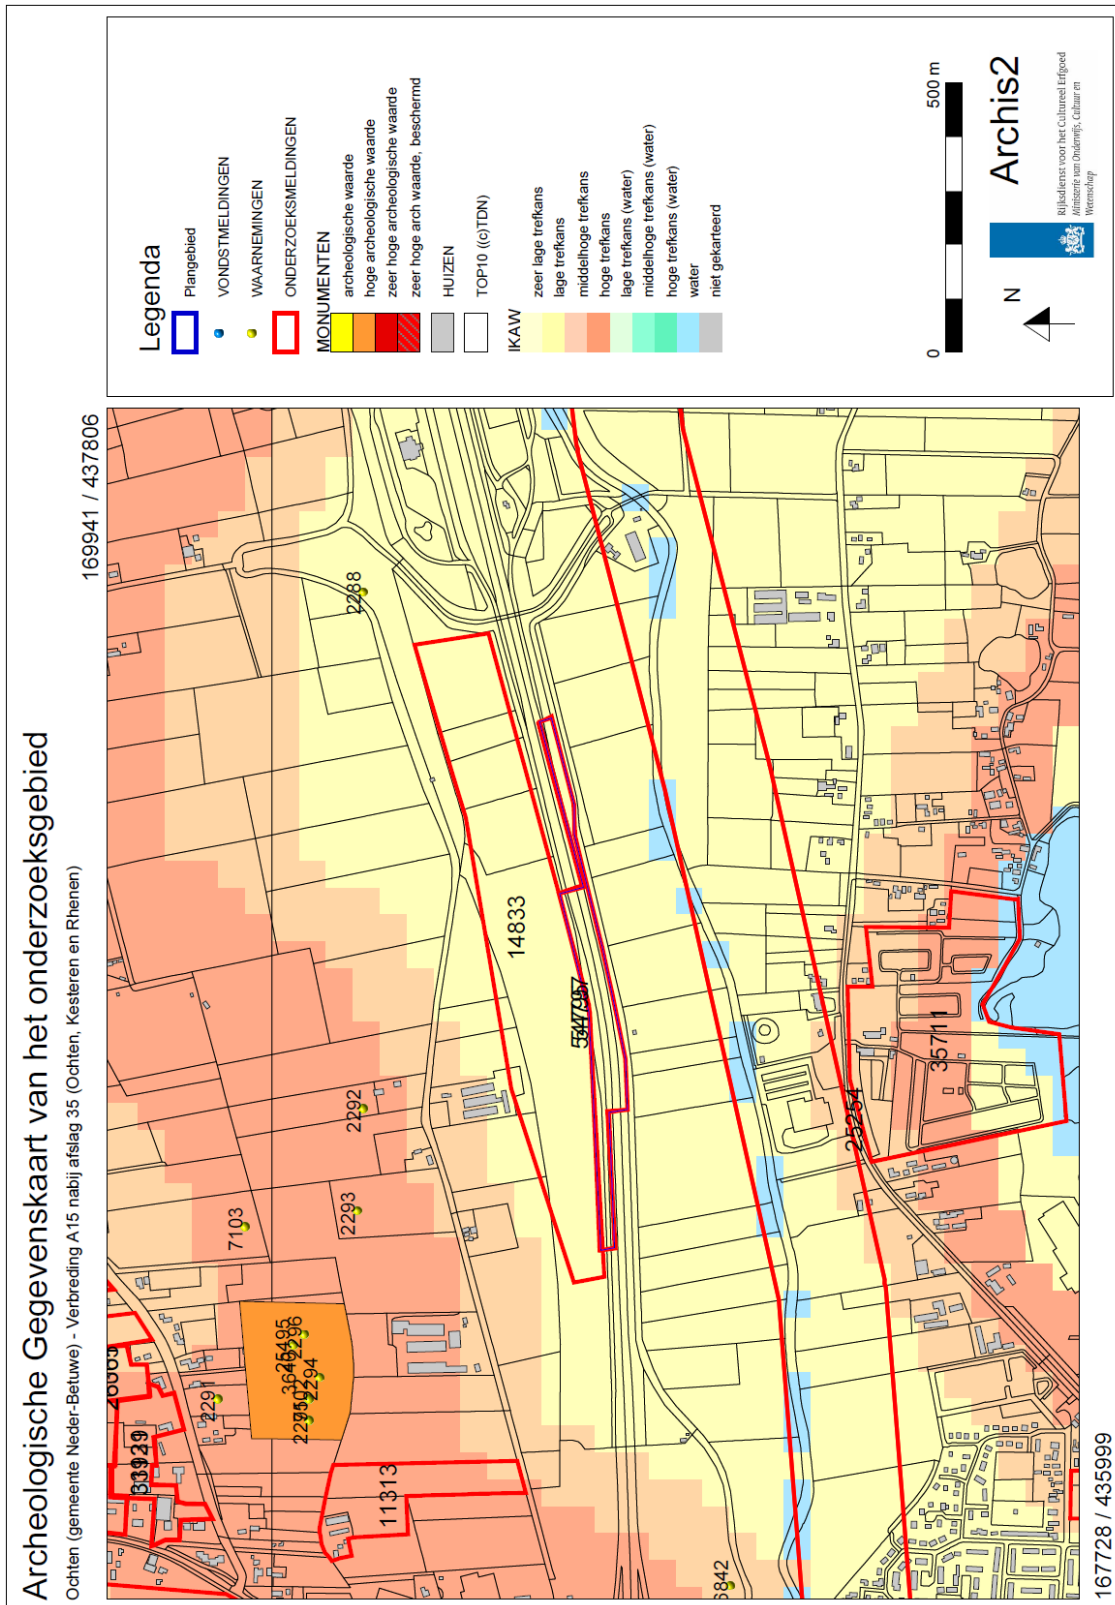 Archeologische Gegevenskaart van het onderzoeksgebied
Ochten (gemeente Neder-Betuwe) - Verbreding A15 nabij afslag 35 (Ochten, Kesteren en Rhenen)
169941 / 437806
2288
2292
2293
7103
2291
25495
2296
2294
11313
14833
25254
35711
6842
167728 / 435999
Legenda
Plangebied
VONDSTMELDINGEN
WAARNEMINGEN
ONDERZOEKSMELDINGEN
MONUMENTEN
archeologische waarde
hoge archeologische waarde
zeer hoge archeologische waarde
zeer hoge arch waarde, beschermd
HUIZEN
TOP10 ((c)TDN)
IKAW
zeer lage trefkans
lage trefkans
middelhoge trefkans
hoge trefkans
lage trefkans (water)
middelhoge trefkans (water)
hoge trefkans (water)
water
niet gekarteerd
0
500 m
N
Archis2
Rijksdienst voor het Cultureel Erfgoed
Ministerie van Onderwijs, Cultuur en
Wetenschap